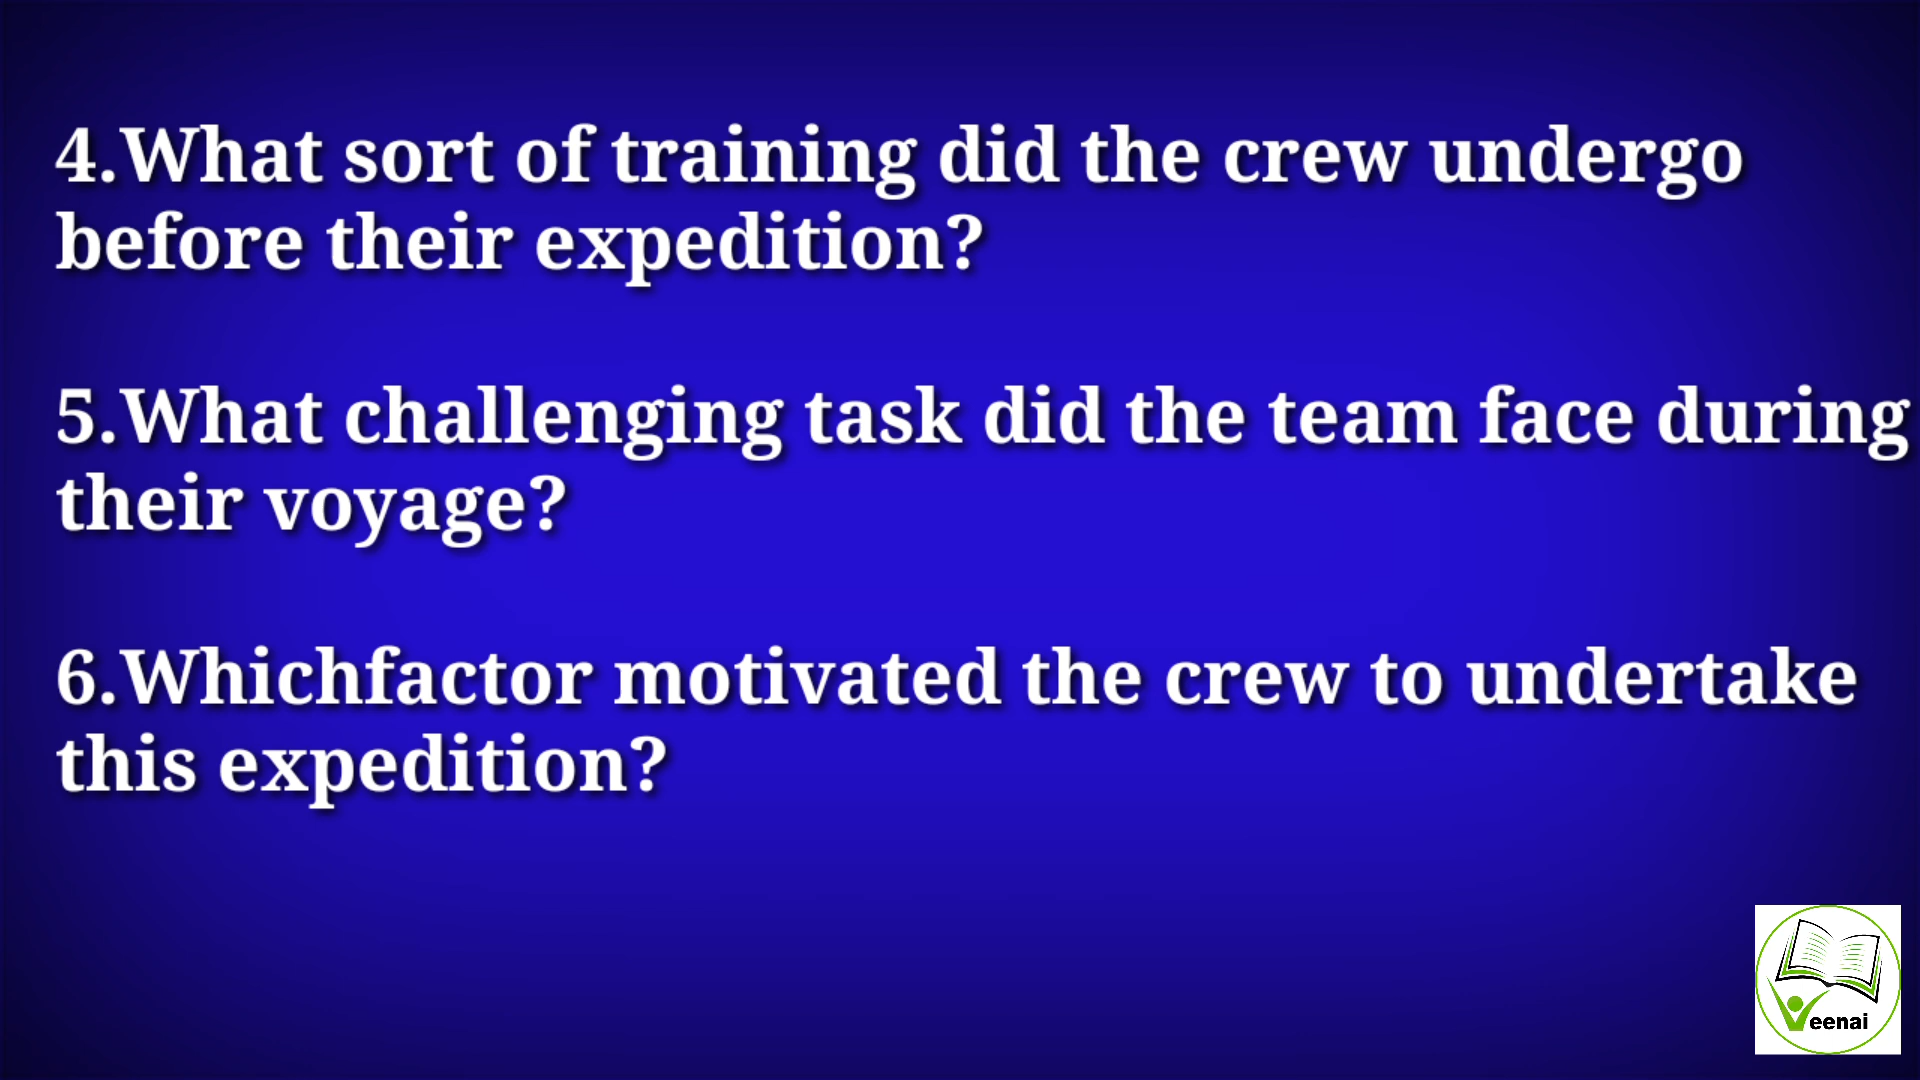 4.What sort of training did the crew undergo
before their expedition?
5.What challenging task did the team face during
their voyage?
6.Whichfactor motivated the crew to undertake
this expedition?
Veenai